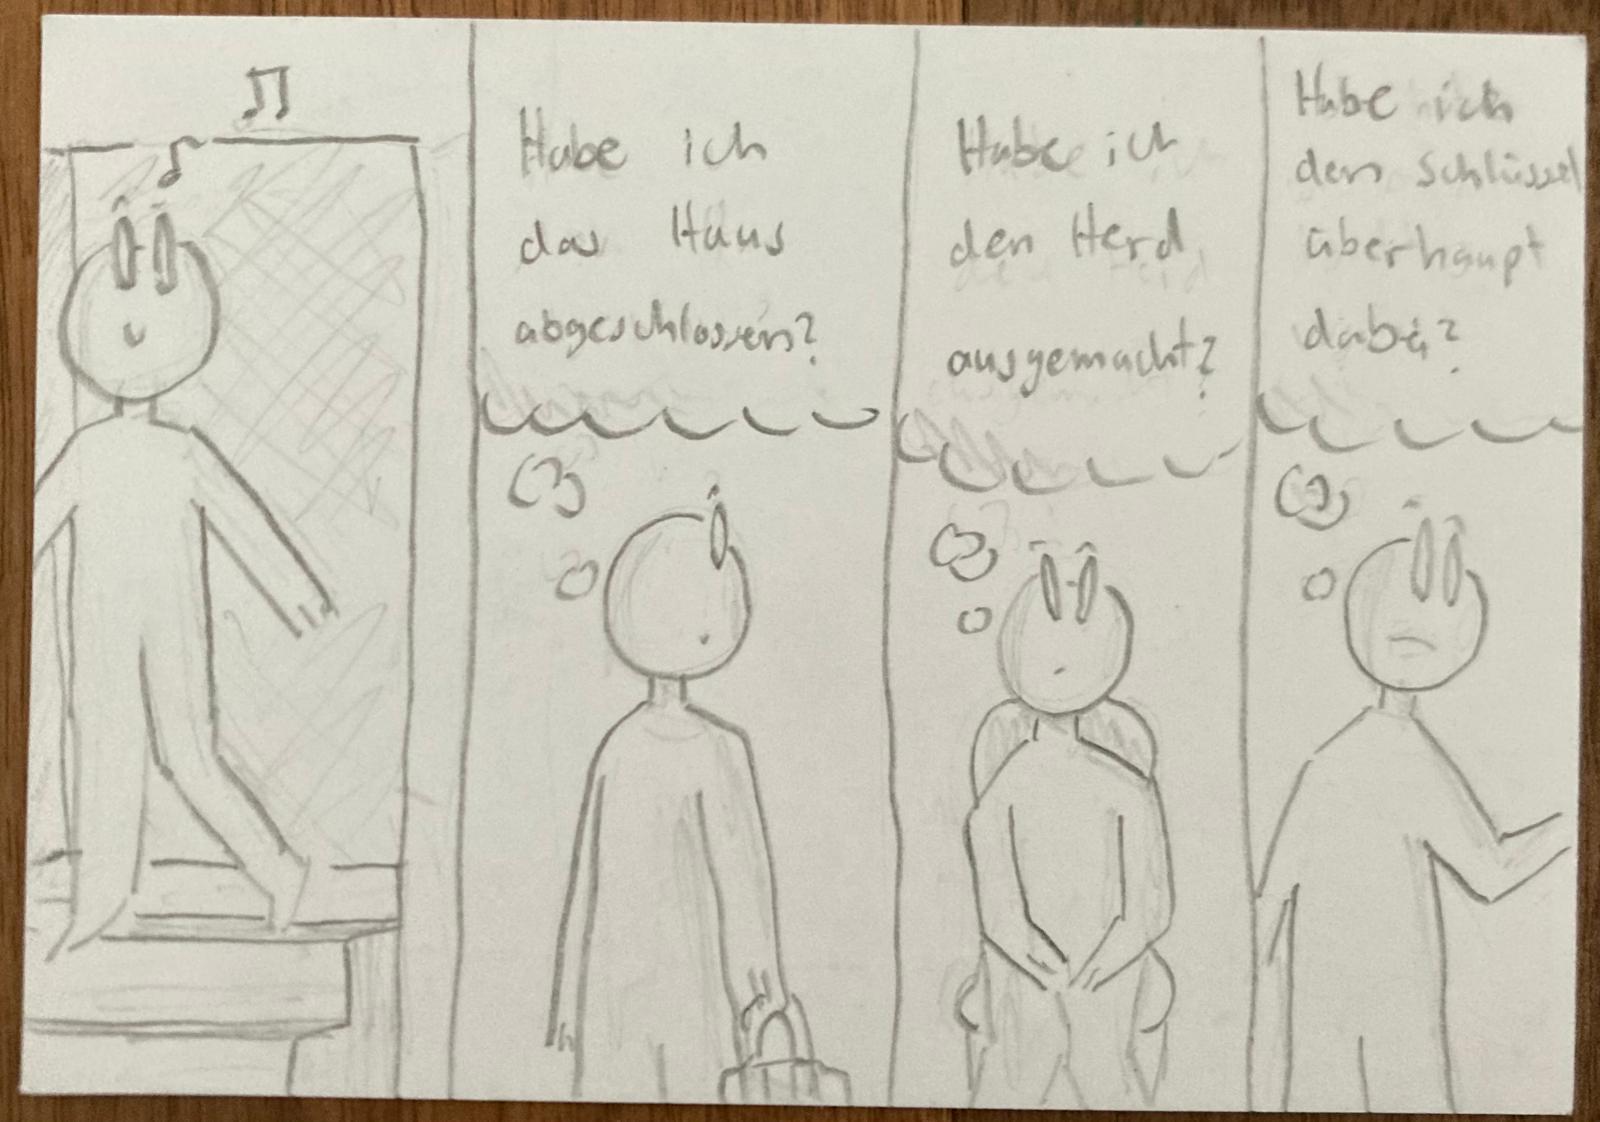 Habe ich
das Haus
abgeschlossen?
Habe ich
den Herd
ausgemacht?
Habe ich
den Schlüssel
überhaupt
dabei?